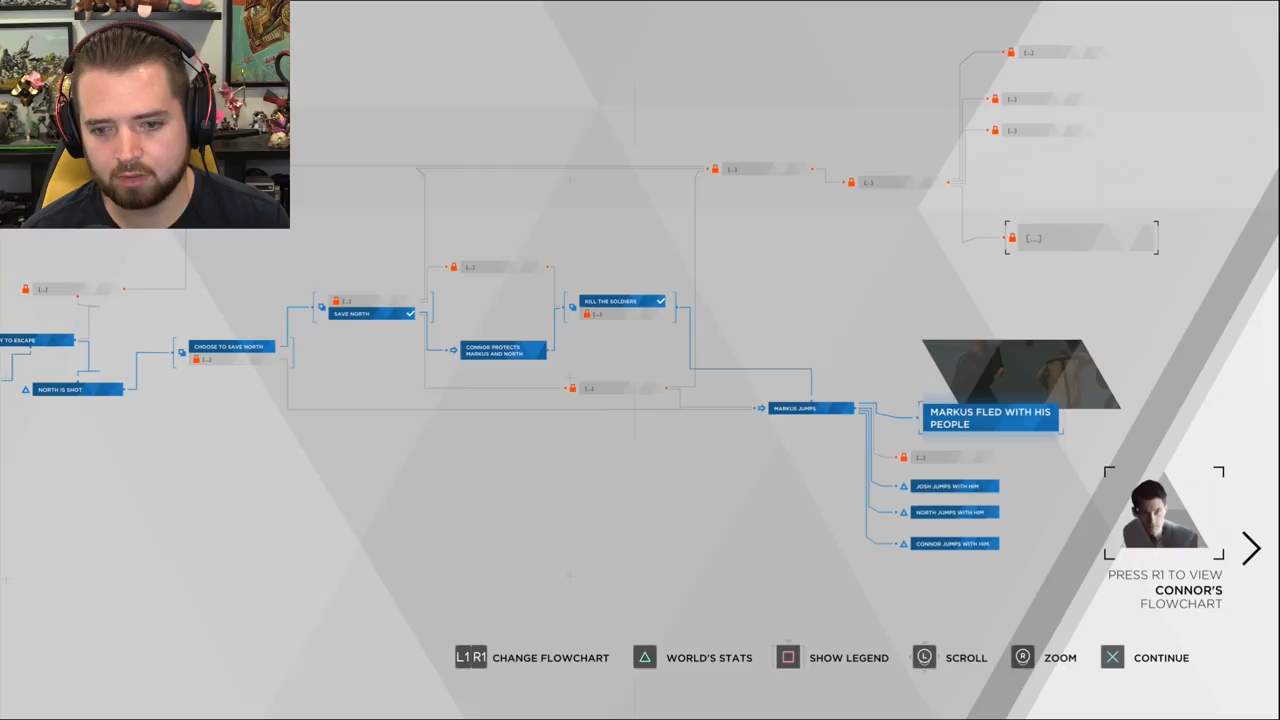 [...]
[...]
[...]
[...]
[...]
[...]
[...]
[...]
[...]
KILL THE SOLDIERS
[...]
SAVE NORTH
[...]
Y TO ESCAPE
CHOOSE TO SAVE NORTH
[...]
CONNOR PROTECTS
MARKUS AND NORTH
NORTH IS SHOT
[...]
MARKUS JUMPS
MARKUS FLED WITH HIS
PEOPLE
[...]
JOSH JUMPS WITH HIM
NORTH JUMPS WITH HIM
CONNOR JUMPS WITH HIM
PRESS R1 TO VIEW
CONNOR'S
FLOWCHART
L1 R1 CHANGE FLOWCHART
WORLD'S STATS
SHOW LEGEND
L SCROLL
R ZOOM
CONTINUE